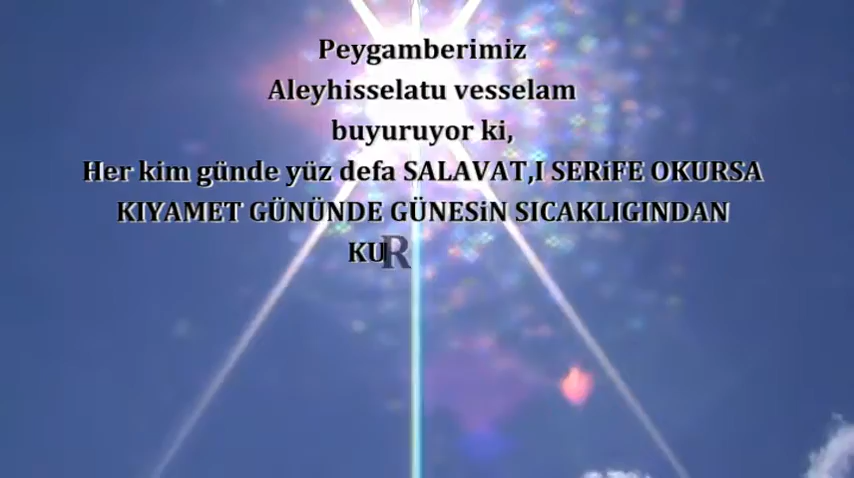 Peygamberimiz
Aleyhisselatu vesselam
buyuruyor ki,
Her kim günde yüz defa SALAVAT,I SERiFE OKURSA
KIYAMET GÜNÜNDE GÜNESiN SICAKLIGINDAN
KUR